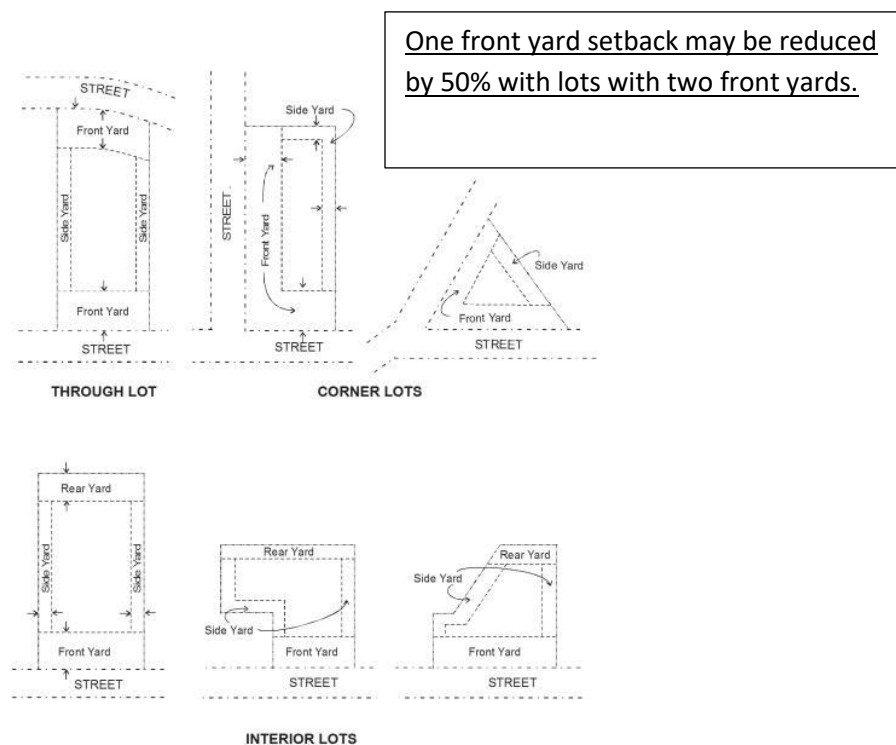 One front yard setback may be reduced
by 50% with lots with two front yards.
STREET
Front Yard
Side Yard
Side Yard
Front Yard
STREET
THROUGH LOT
Side Yard
STREET
Front Yard
STREET
Side Yard
Front Yard
STREET
CORNER LOTS
Rear Yard
Side Yard
Side Yard
Front Yard
STREET
Rear Yard
Side Yard
Front Yard
STREET
Rear Yard
Side Yard
Front Yard
STREET
INTERIOR LOTS